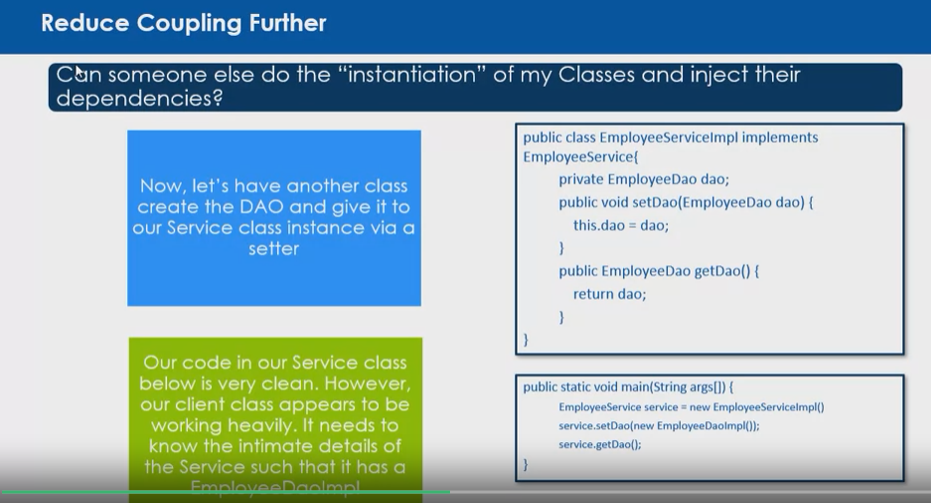 Reduce Coupling Further
Can someone else do the “instantiation” of my Classes and inject their
dependencies?
Now, let’s have another class
create the DAO and give it to
our Service class instance via a
setter
Our code in our Service class
below is very clean. However,
our client class appears to be
working heavily. It needs to
know the intimate details of
the Service such that it has a
EmployeeDaoImpl
public class EmployeeServiceImpl implements
EmployeeService{
private EmployeeDao dao;
public void setDao(EmployeeDao dao) {
this.dao = dao;
}
public EmployeeDao getDao() {
return dao;
}
}
public static void main(String args[]) {
EmployeeService service = new EmployeeServiceImpl()
service.setDao(new EmployeeDaoImpl());
service.getDao();
}